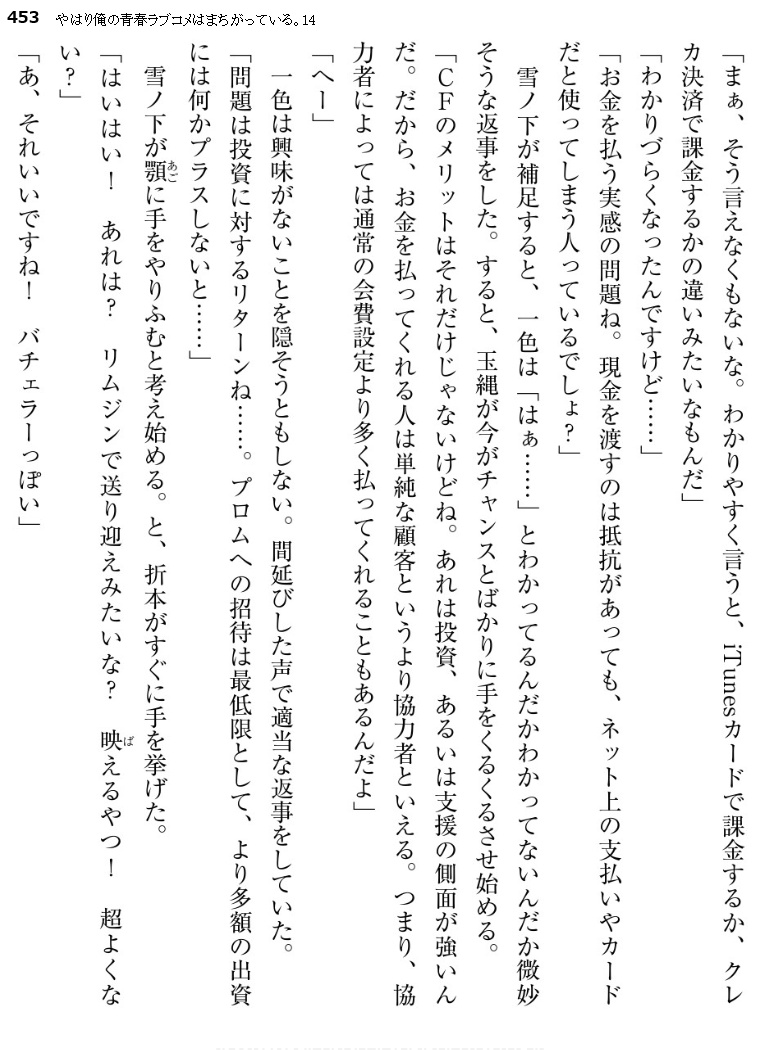 453 やはり俺の青春ラブコメはまちがっている。14
「まぁ、そう言えなくもないな。わかりやすく言うと、iTunesカードで課金するか、クレ
カ決済で課金するかの違いみたいなもんだ」
「わかりづらくなったんですけど……」
「お金を払う実感の問題ね。現金を渡すのは抵抗があっても、ネット上の支払いやカード
だと使ってしまう人っているでしょ？」
　雪ノ下が補足すると、一色は「はぁ……」とわかってるんだかわかってないんだか微妙
そうな返事をした。すると、玉縄が今がチャンスとばかりに手をくるくるさせ始める。
「CFのメリットはそれだけじゃないけどね。あれは投資、あるいは支援の側面が強いん
だ。だから、お金を払ってくれる人は単純な顧客というより協力者といえる。つまり、協
力者によっては通常の会費設定より多く払ってくれることもあるんだよ」
「へー」
　一色は興味がないことを隠そうともしない。間延びした声で適当な返事をしていた。
「問題は投資に対するリターンね……。プロムへの招待は最低限として、より多額の出資
には何かプラスしないと……」
　雪ノ下が顎あごに手をやりふむと考え始める。と、折本がすぐに手を挙げた。
「はいはい！　あれは？　リムジンで送り迎えみたいな？　映ばえるやつ！　超よくな
い？」
「あ、それいいですね！　バチェラーっぽい」